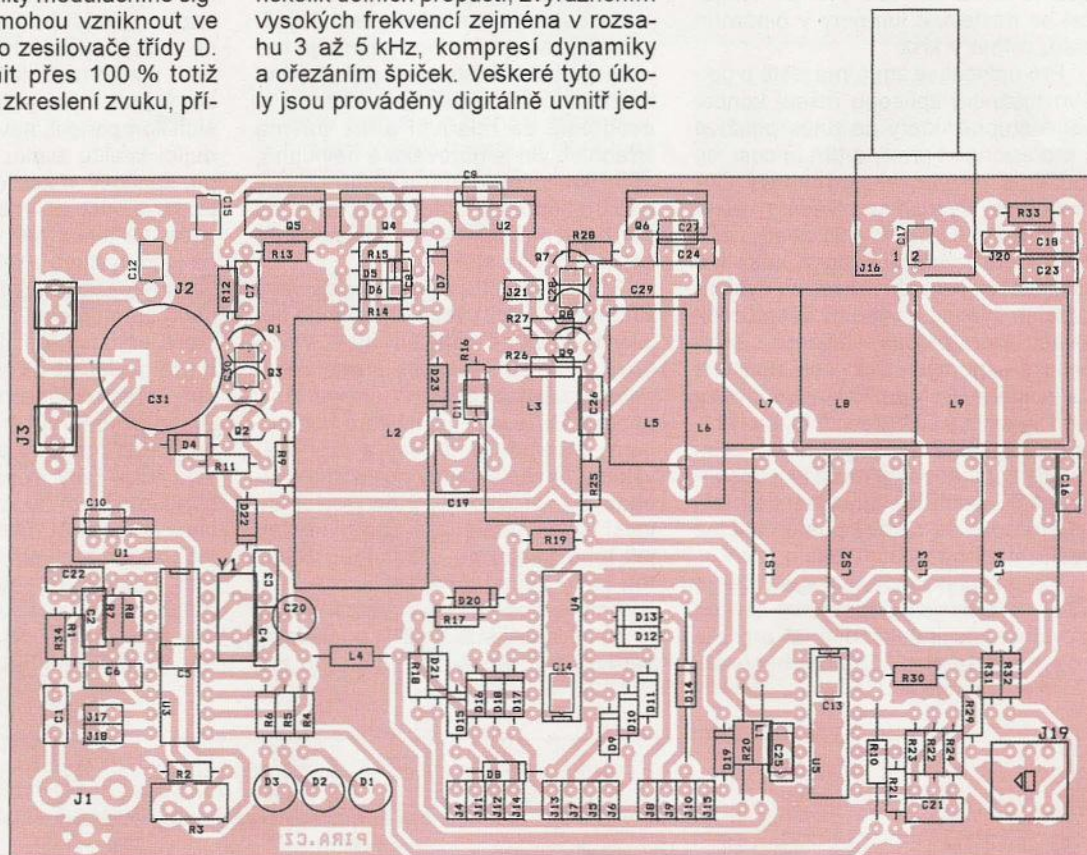 nity modulačního sig-
mohou vzniknout ve
o zesilovače třídy D.
nit přes 100 % totiž
zkreslení zvuku, pří-
vysokých frekvencí zejména v rozsa-
hu 3 až 5 kHz, kompresí dynamiky
a ořezáním špiček. Veškeré tyto úko-
ly jsou prováděny digitálně uvnitř jed-
C15
Q5
Q4
C9
U2
Q6
C27
C17
R33
C12
R13
R15
R28
C24
J16
1 2
J20
C18
J2
R12
C7
D5
D6
C8
D7
J21
Q7
C28
C29
C23
R14
Q1
R27
Q8
C30
Q3
R16
R26
Q9
C31
D23
C11
L3
C26
L5
L6
L7
L8
L9
J3
Q2
L2
D4
R11
R9
C19
R25
C16
C10
D22
U1
R19
LS1
LS2
LS3
LS4
C22
Y1
C3
U4
D20
R17
D13
D12
R34
R1
C2
R7
R8
C20
C4
C6
C5
L4
R18
D21
C14
C1
J17
J18
U3
R6
R5
R4
D15
D16
D18
D17
D9
D10
D11
D14
C13
R30
R31
R32
R29
J19
R2
D19
R20
L1
C25
U5
R10
R23
R22
R24
R21
C21
J1
R3
D3
D2
D1
D8
J4
J11
J12
J14
J13
J7
J5
J6
J8
J9
J10
J15
PIRA.CZ